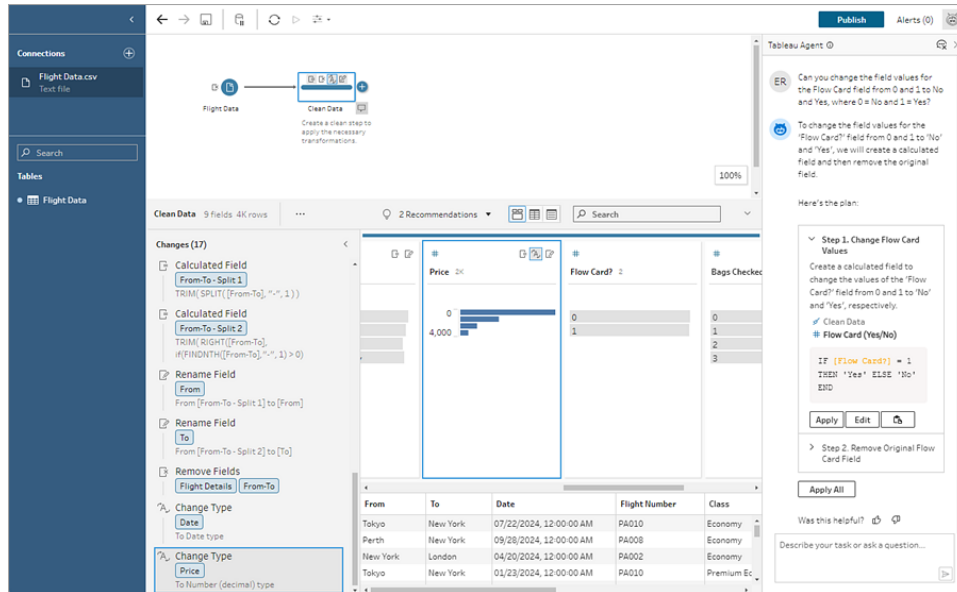 Publish
Alerts (0)
Connections
Flight Data.csv
Text file
Search
Tables
Flight Data
Flight Data
Clean Data
Create a clean step to
apply the necessary
transformations.
100%
Clean Data 9 fields 4K rows
2 Recommendations
Search
Changes (17)
Calculated Field
From-To - Split 1
TRIM( SPLIT( [From-To], "-", 1 ) )
Calculated Field
From-To - Split 2
TRIM( RIGHT([From-To],
if(FINDNTH([From-To],"-", 1) > 0)
Rename Field
From
From [From-To - Split 1] to [From]
Rename Field
To
From [From-To - Split 2] to [To]
Remove Fields
Flight Details From-To
Change Type
Date
To Date type
Change Type
Price
To Number (decimal) type
#
Price 2K
0
4,000
#
Flow Card? 2
0
1
#
Bags Checked
0
1
2
3
From To Date Flight Number Class
Tokyo New York 07/22/2024, 12:00:00 AM PA010 Economy
Perth New York 09/28/2024, 12:00:00 AM PA008 Economy
New York London 04/20/2024, 12:00:00 AM PA002 Economy
Tokyo New York 01/23/2024, 12:00:00 AM PA010 Premium Ec
Tableau Agent
ER
Can you change the field values for
the Flow Card field from 0 and 1 to No
and Yes, where 0 = No and 1 = Yes?
To change the field values for the
'Flow Card?' field from 0 and 1 to 'No'
and 'Yes', we will create a calculated
field and then remove the original
field.
Here's the plan:
Step 1. Change Flow Card
Values
Create a calculated field to
change the values of the 'Flow
Card?' field from 0 and 1 to 'No'
and 'Yes', respectively.
Clean Data
# Flow Card (Yes/No)
IF [Flow Card?] = 1
THEN 'Yes' ELSE 'No'
END
Apply Edit
Step 2. Remove Original Flow
Card Field
Apply All
Was this helpful?
Describe your task or ask a question...